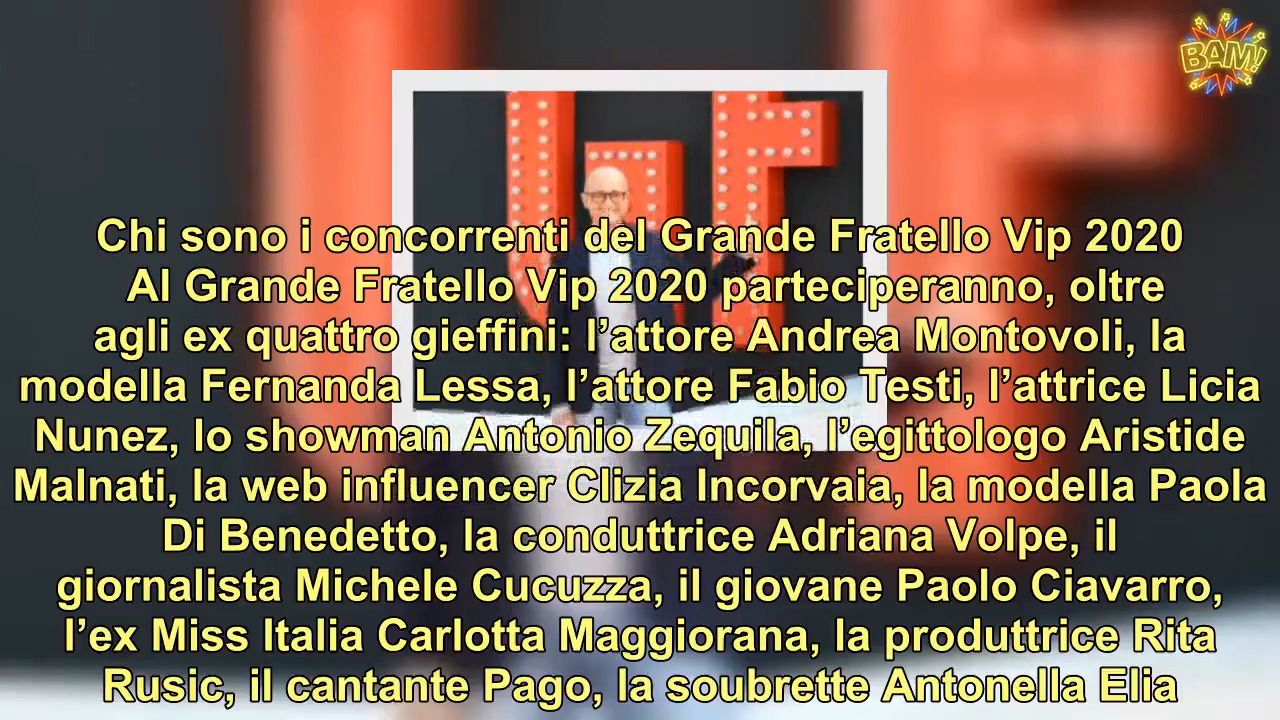 BAM!
Chi sono i concorrenti del Grande Fratello Vip 2020
Al Grande Fratello Vip 2020 parteciperanno, oltre
agli ex quattro gieffini: l’attore Andrea Montovoli, la
modella Fernanda Lessa, l’attore Fabio Testi, l’attrice Licia
Nunez, lo showman Antonio Zequila, l’egittologo Aristide
Malnati, la web influencer Clizia Incorvaia, la modella Paola
Di Benedetto, la conduttrice Adriana Volpe, il
giornalista Michele Cucuzza, il giovane Paolo Ciavarro,
l’ex Miss Italia Carlotta Maggiorana, la produttrice Rita
Rusic, il cantante Pago, la soubrette Antonella Elia